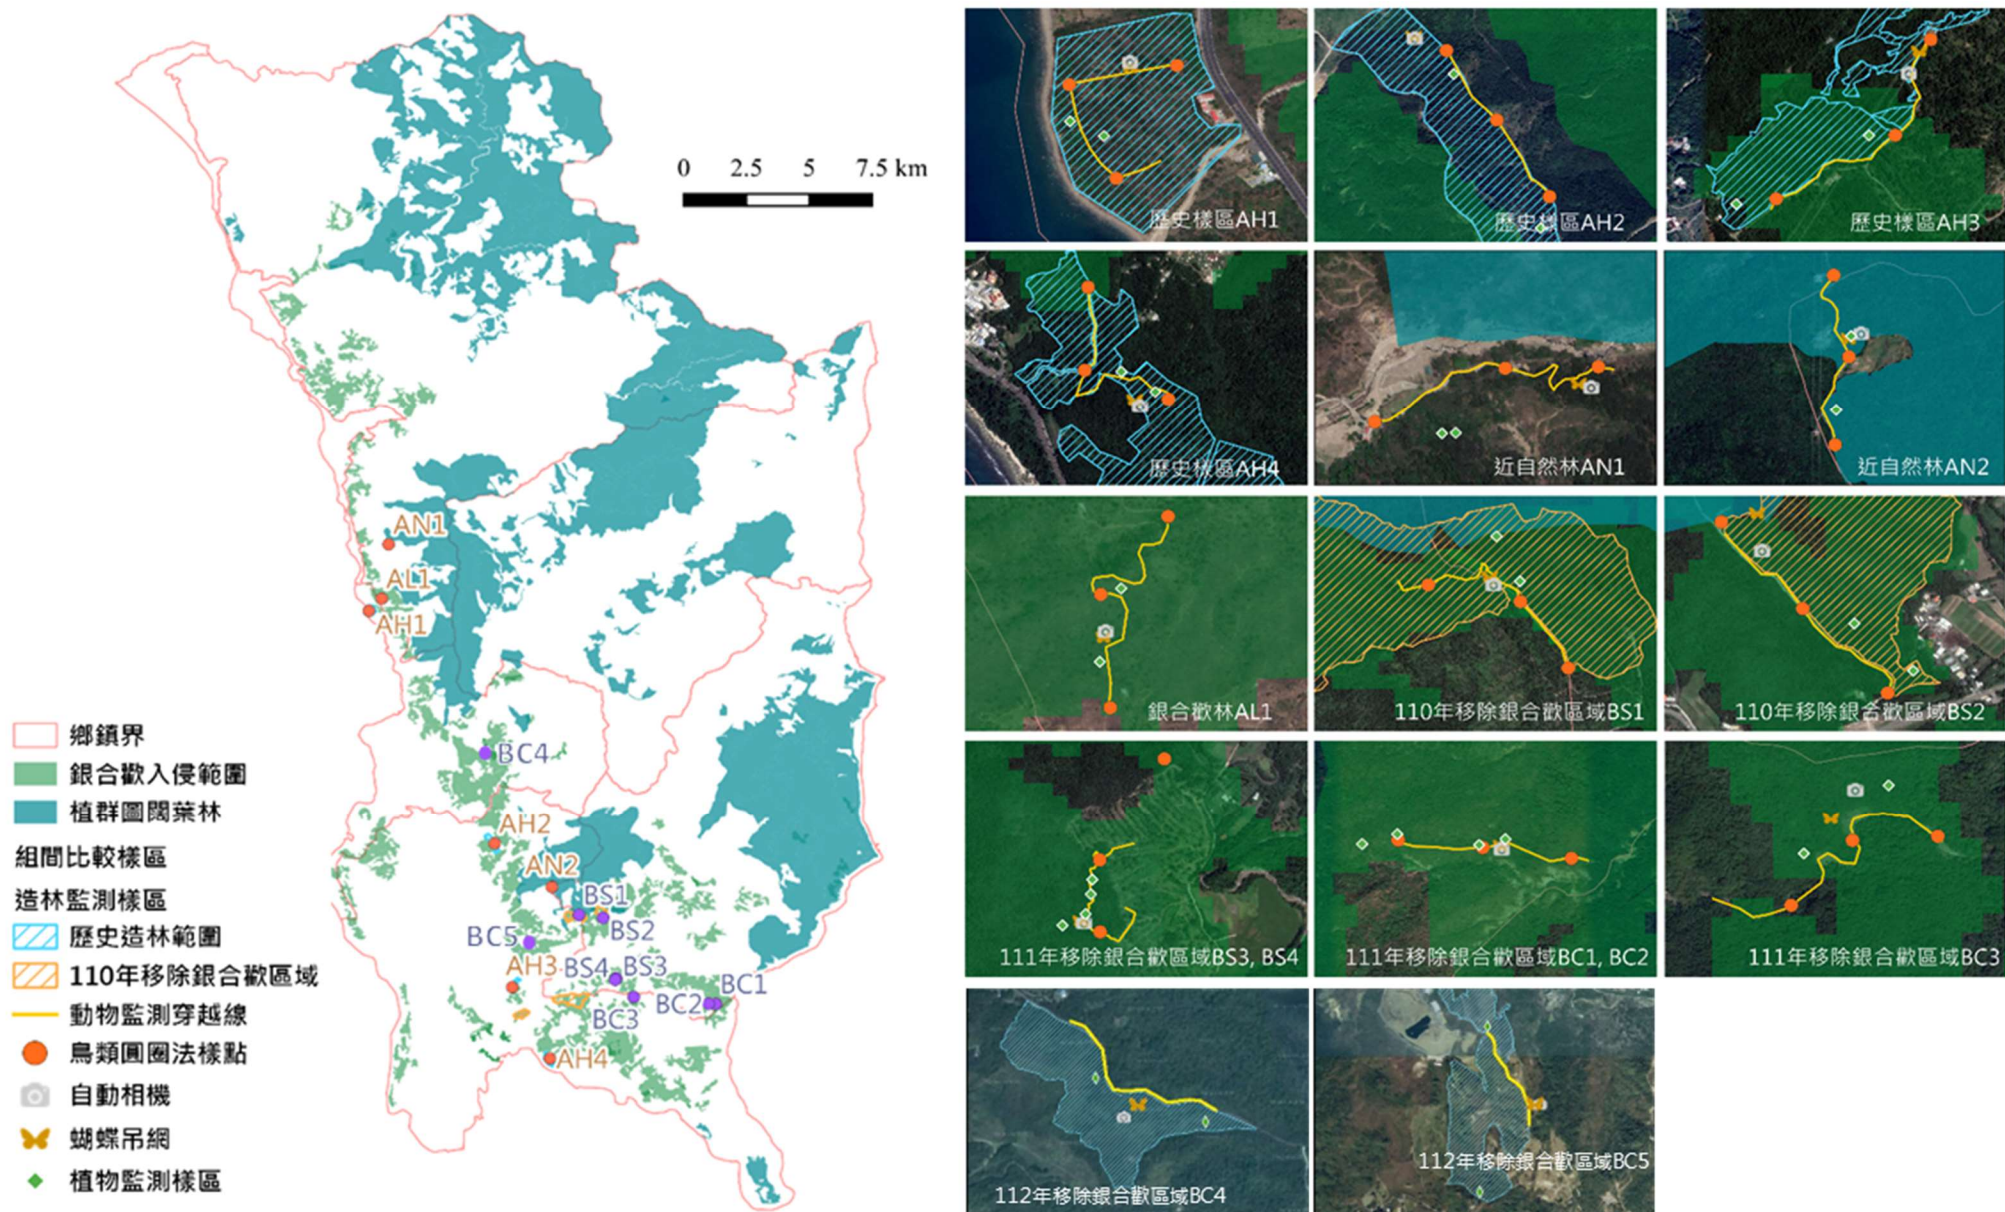 0 2.5 5 7.5 km
AN1
AL1
AH1
BC4
AH2
AN2
BS1
BS2
BC5
AH3
BS4
BS3
BC1
BC2
BC3
AH4
鄉鎮界
銀合歡入侵範圍
植群圖闊葉林
組間比較樣區
造林監測樣區
歷史造林範圍
110年移除銀合歡區域
動物監測穿越線
鳥類圓圈法樣點
自動相機
蝴蝶吊網
植物監測樣區
歷史樣區AH1
歷史樣區AH2
歷史樣區AH3
歷史樣區AH4
近自然林AN1
近自然林AN2
銀合歡林AL1
110年移除銀合歡區域BS1
110年移除銀合歡區域BS2
111年移除銀合歡區域BS3, BS4
111年移除銀合歡區域BC1, BC2
111年移除銀合歡區域BC3
112年移除銀合歡區域BC4
112年移除銀合歡區域BC5